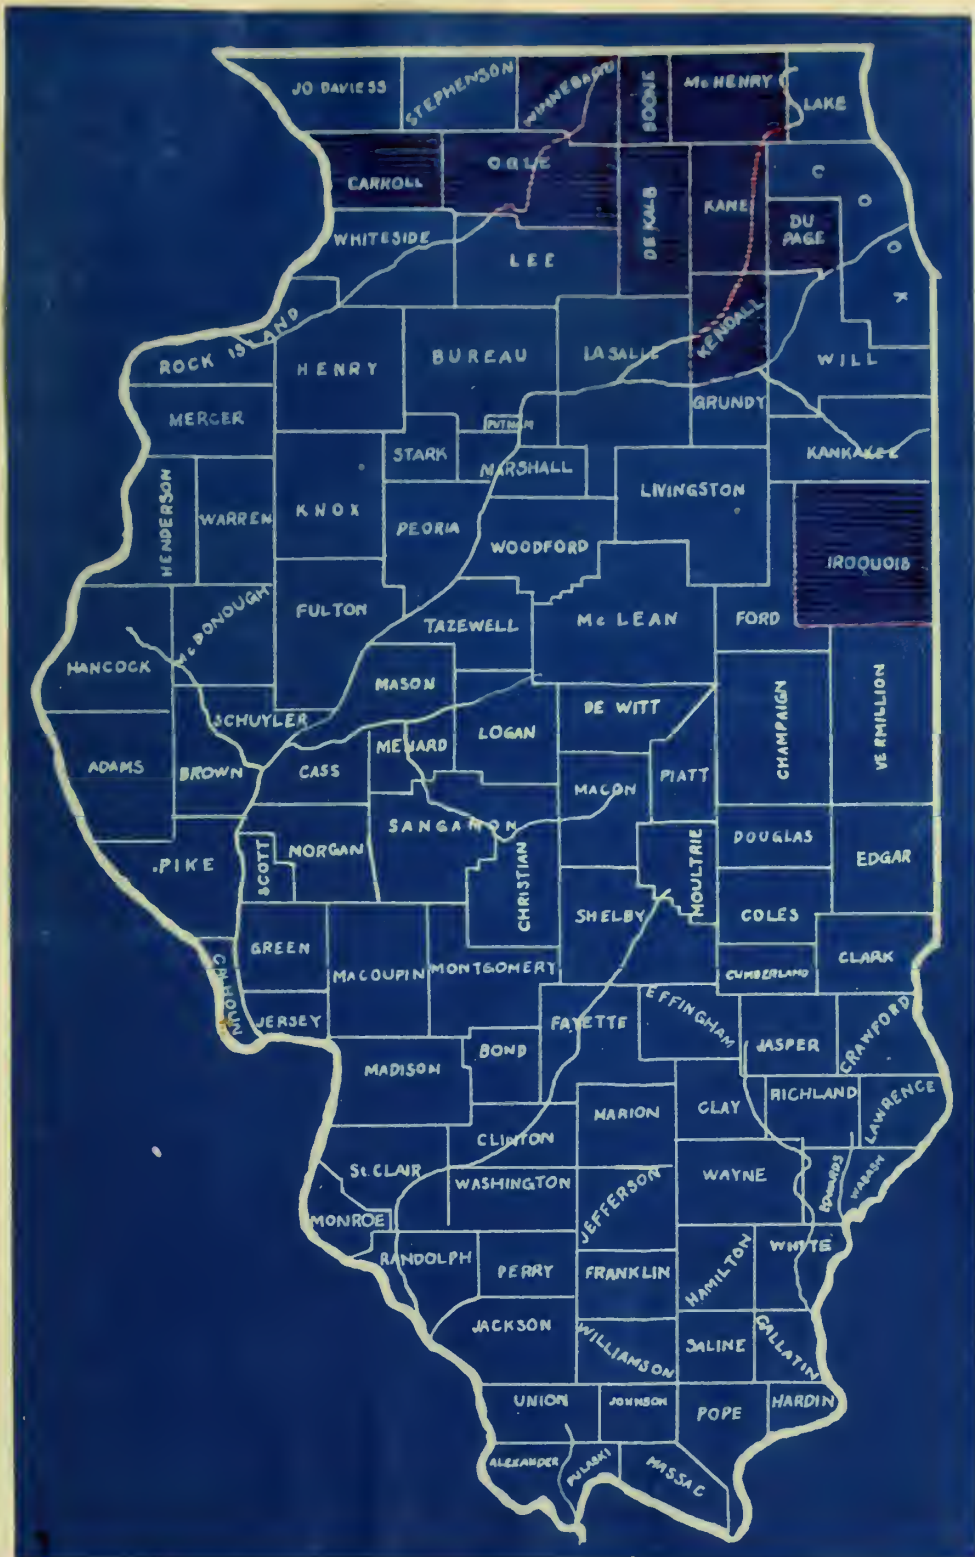 JO DAVIESS
STEPHENSON
WINNEBAGO
BOONE
McHENRY
LAKE
CARROLL
OGLE
DE KALB
KANE
COOK
DU PAGE
WHITESIDE
LEE
KENDALL
ROCK ISLAND
HENRY
BUREAU
LASALLE
WILL
GRUNDY
MERCER
PUTNAM
STARK
MARSHALL
KANKAKEE
HENDERSON
WARREN
KNOX
PEORIA
LIVINGSTON
WOODFORD
IROQUOIS
FULTON
McDONOUGH
TAZEWELL
Mc LEAN
FORD
HANCOCK
MASON
SCHUYLER
LOGAN
DE WITT
CHAMPAIGN
VERMILLION
ADAMS
BROWN
CASS
MENARD
MACON
PIATT
SANGAMON
PIKE
SCOTT
MORGAN
CHRISTIAN
MOULTRIE
DOUGLAS
EDGAR
SHELBY
COLES
GREEN
MACOUPIN
MONTGOMERY
CUMBERLAND
CLARK
CALHOUN
JERSEY
FAYETTE
EFFINGHAM
JASPER
CRAWFORD
MADISON
BOND
MARION
CLAY
RICHLAND
LAWRENCE
CLINTON
St. CLAIR
WASHINGTON
JEFFERSON
WAYNE
EDWARDS
WABASH
MONROE
RANDOLPH
PERRY
FRANKLIN
HAMILTON
WHITE
JACKSON
WILLIAMSON
SALINE
GALLATIN
UNION
JOHNSON
POPE
HARDIN
ALEXANDER
PULASKI
MASSAC